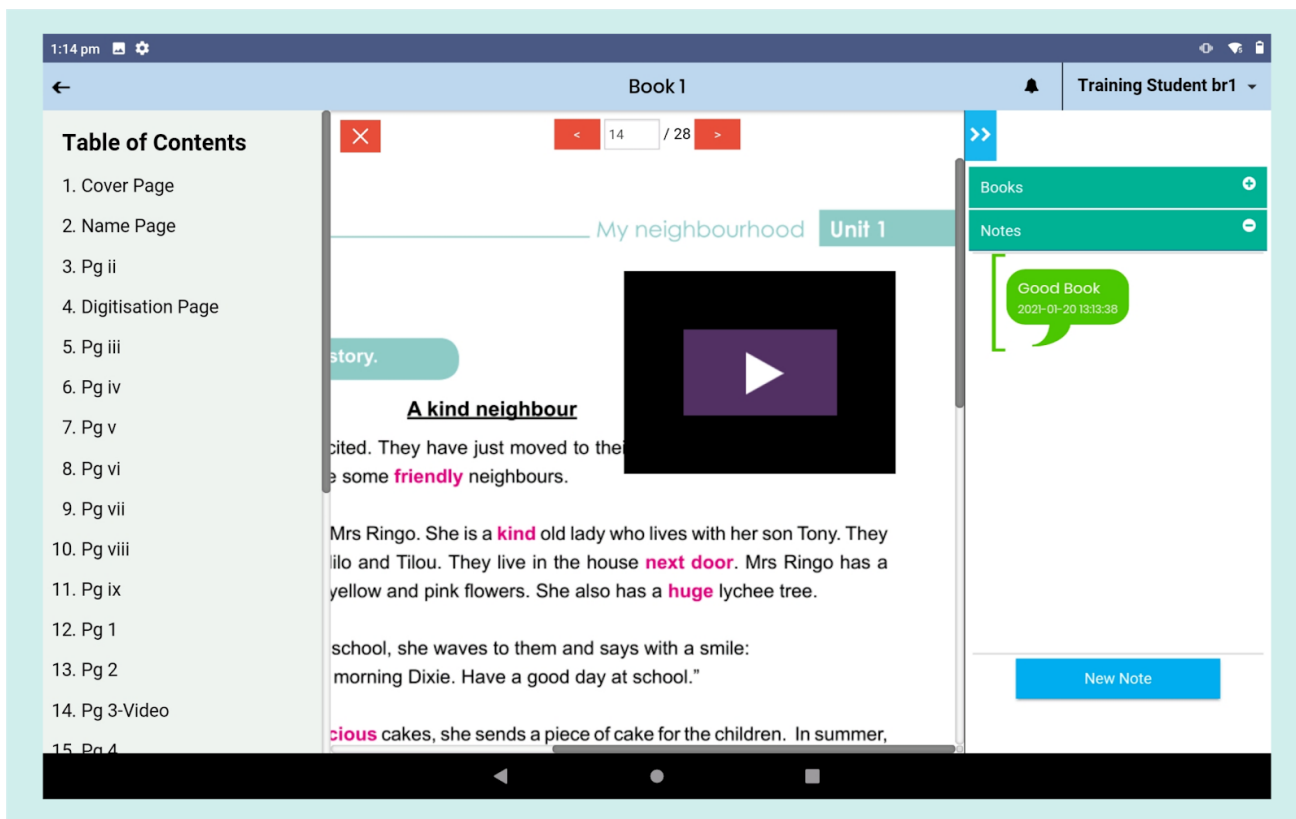 1:14 pm
Book 1
Training Student br1
Table of Contents
1. Cover Page
2. Name Page
3. Pg ii
4. Digitisation Page
5. Pg iii
6. Pg iv
7. Pg v
8. Pg vi
9. Pg vii
10. Pg viii
11. Pg ix
12. Pg 1
13. Pg 2
14. Pg 3-Video
15. Pg 4
< 14 / 28 >
My neighbourhood Unit 1
story.
A kind neighbour
cited. They have just moved to thei
e some friendly neighbours.
Mrs Ringo. She is a kind old lady who lives with her son Tony. They
lilo and Tilou. They live in the house next door. Mrs Ringo has a
yellow and pink flowers. She also has a huge lychee tree.
school, she waves to them and says with a smile:
morning Dixie. Have a good day at school.”
cious cakes, she sends a piece of cake for the children. In summer,
>>
Books
Notes
Good Book
2021-01-20 13:13:38
New Note